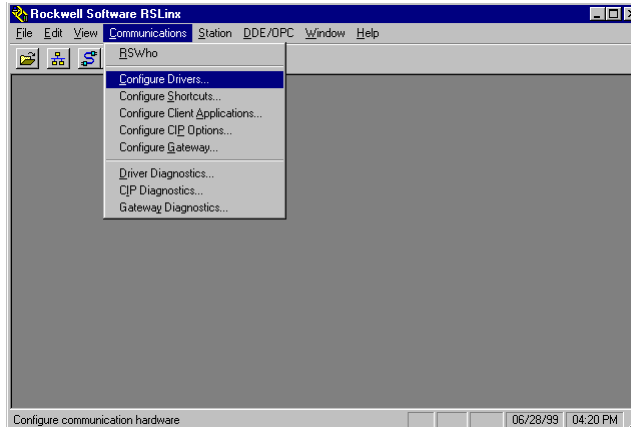 Rockwell Software RSLinx
File Edit View Communications Station DDE/OPC Window Help
RSWho
Configure Drivers...
Configure Shortcuts...
Configure Client Applications...
Configure CIP Options...
Configure Gateway...
Driver Diagnostics...
CIP Diagnostics...
Gateway Diagnostics...
Configure communication hardware
06/28/99 04:20 PM